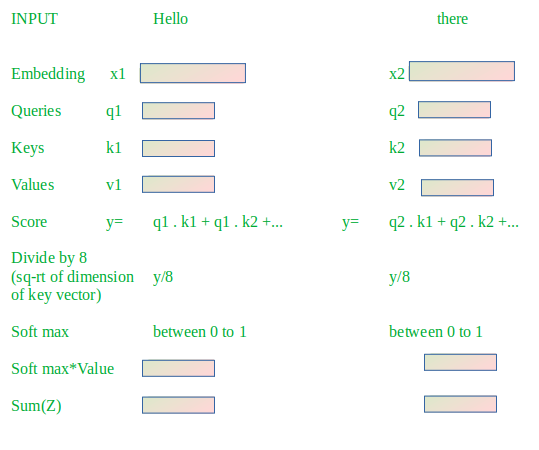 INPUT Hello there
Embedding x1 x2
Queries q1 q2
Keys k1 k2
Values v1 v2
Score y= q1 . k1 + q1 . k2 +... y= q2 . k1 + q2 . k2 +...
Divide by 8
(sq-rt of dimension y/8 y/8
of key vector)
Soft max between 0 to 1 between 0 to 1
Soft max*Value
Sum(Z)